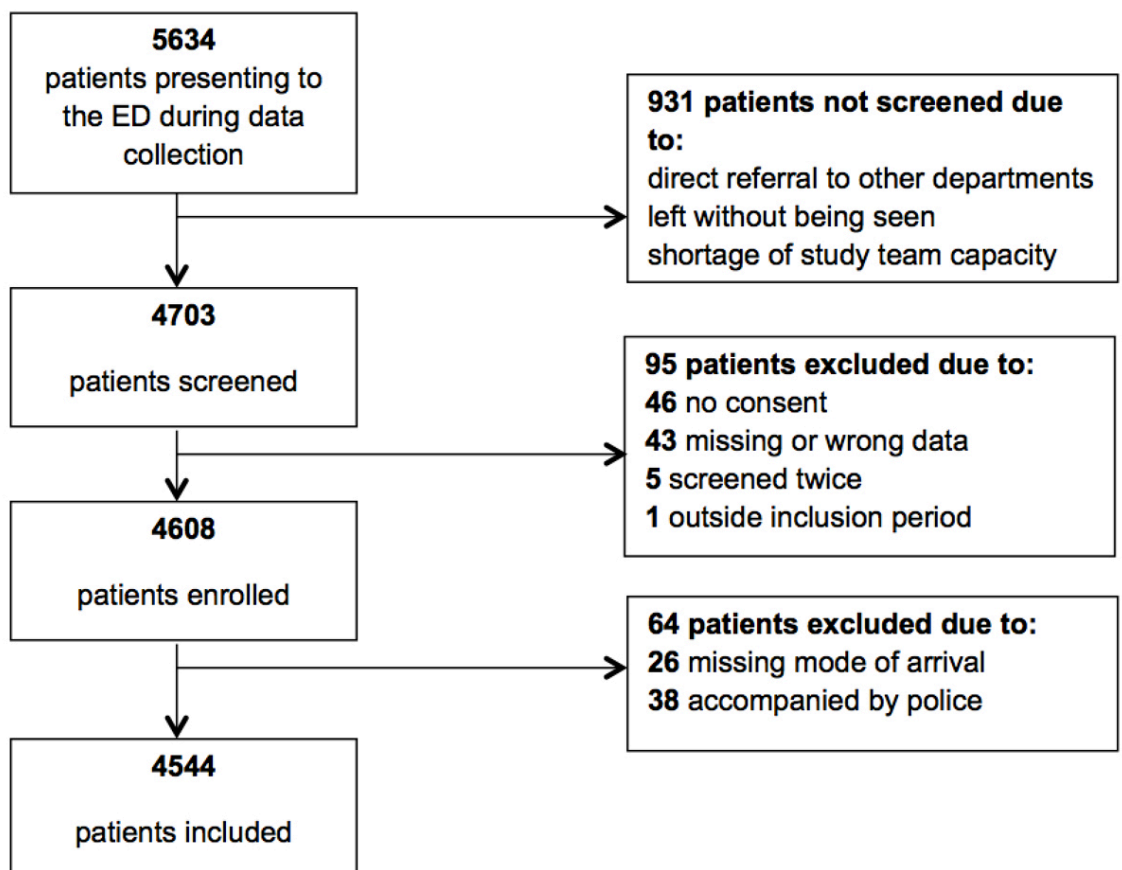 5634
patients presenting to
the ED during data
collection
931 patients not screened due
to:
direct referral to other departments
left without being seen
shortage of study team capacity
4703
patients screened
95 patients excluded due to:
46 no consent
43 missing or wrong data
5 screened twice
1 outside inclusion period
4608
patients enrolled
64 patients excluded due to:
26 missing mode of arrival
38 accompanied by police
4544
patients included